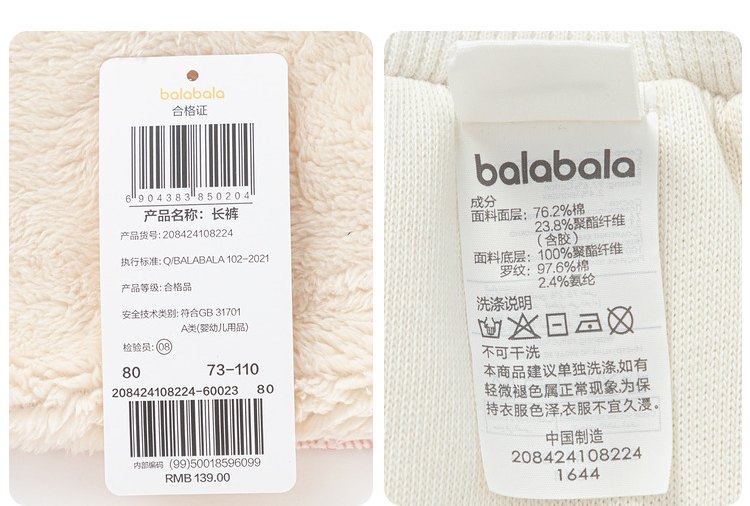 balabala
合格证
6 904383 850204
产品名称：长裤
产品货号：208424108224
执行标准：Q/BALABALA 102-2021
产品等级：合格品
安全技术类别：符合GB 31701
A类(婴幼儿用品)
检验员：08
80 73-110
208424108224-60023 80
内部编码 (99)50018596099
RMB 139.00
balabala
成分
面料面层：76.2%棉
23.8%聚酯纤维
（含胶）
面料底层：100%聚酯纤维
罗纹：97.6%棉
2.4%氨纶
洗涤说明
不可干洗
本商品建议单独洗涤,如有
轻微褪色属正常现象,为保
持衣服色泽,衣服不宜久浸。
中国制造
208424108224
1644